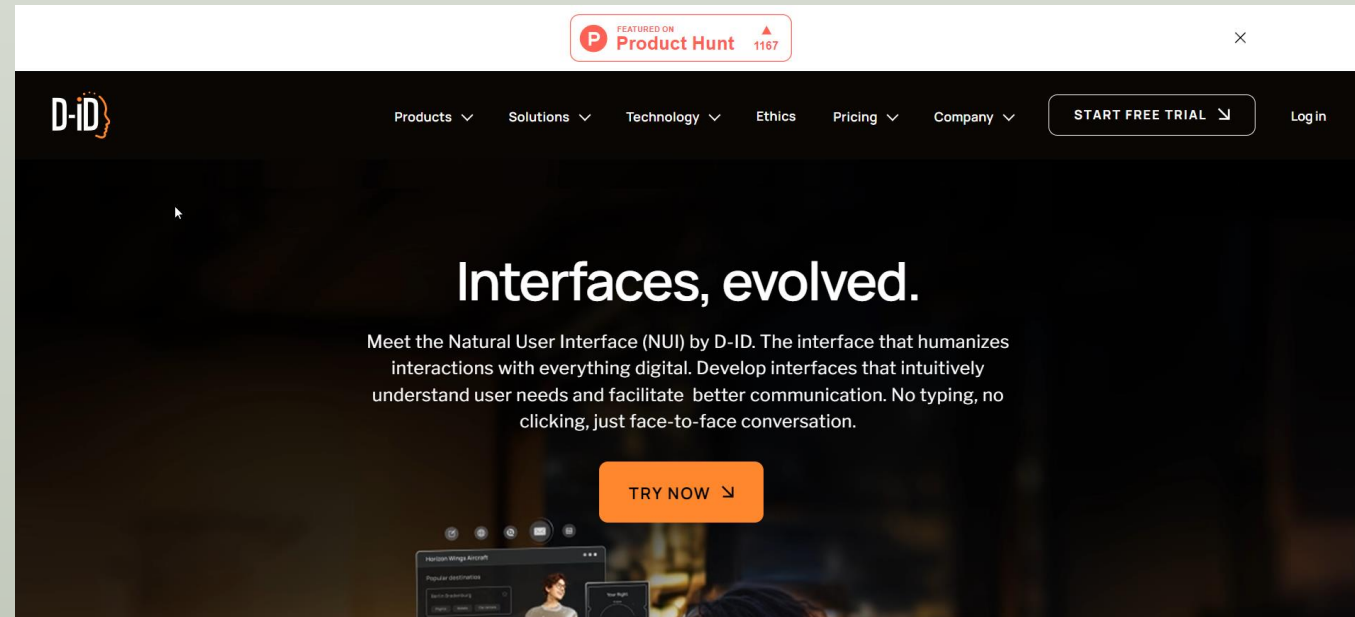 FEATURED ON
Product Hunt
1167
D-iD
Products
Solutions
Technology
Ethics
Pricing
Company
START FREE TRIAL
Log in
Interfaces, evolved.
Meet the Natural User Interface (NUI) by D-ID. The interface that humanizes
interactions with everything digital. Develop interfaces that intuitively
understand user needs and facilitate better communication. No typing, no
clicking, just face-to-face conversation.
TRY NOW
Horizon Wings Aircraft
Popular destination
Your flight